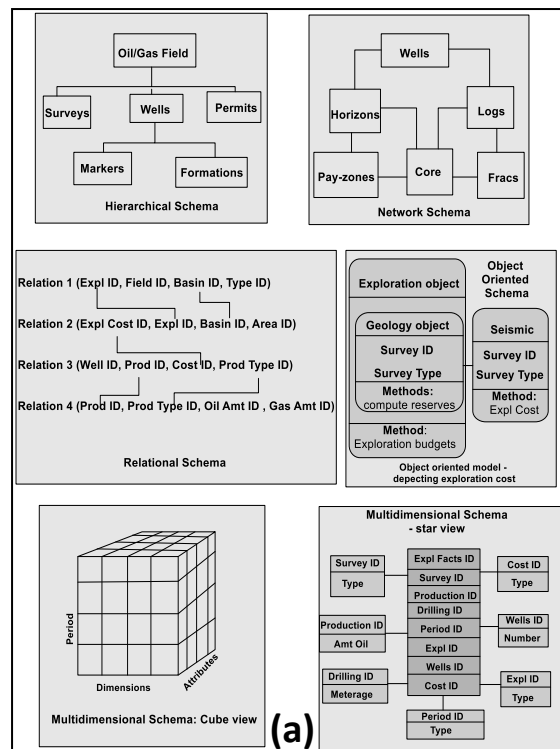 Oil/Gas Field
Surveys
Wells
Permits
Markers
Formations
Hierarchical Schema
Wells
Horizons
Logs
Pay-zones
Core
Fracs
Network Schema
Relation 1 (Expl ID, Field ID, Basin ID, Type ID)
Relation 2 (Expl Cost ID, Expl ID, Basin ID, Area ID)
Relation 3 (Well ID, Prod ID, Cost ID, Prod Type ID)
Relation 4 (Prod ID, Prod Type ID, Oil Amt ID , Gas Amt ID)
Relational Schema
Object
Oriented
Schema
Exploration object
Geology object
Survey ID
Survey Type
Methods:
compute reserves
Method:
Exploration budgets
Seismic
Survey ID
Survey Type
Method:
Expl Cost
Object oriented model -
depecting exploration cost
Period
Dimensions
Attributes
Multidimensional Schema: Cube view
(a)
Multidimensional Schema
- star view
Survey ID
Type
Production ID
Amt Oil
Drilling ID
Meterage
Expl Facts ID
Survey ID
Production ID
Drilling ID
Period ID
Expl ID
Wells ID
Cost ID
Cost ID
Type
Wells ID
Number
Expl ID
Type
Period ID
Type